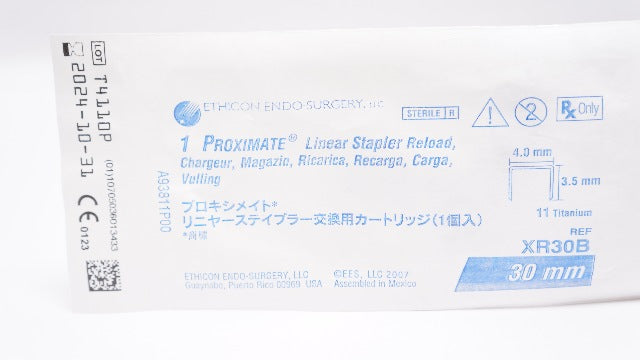 LOT T4110P
2024-10-31
(01)10705036013433
CE 0123
ETHICON ENDO-SURGERY, LLC
STERILE R
2
Rx Only
1 PROXIMATE® Linear Stapler Reload,
Chargeur, Magazin, Ricarica, Recarga, Carga,
Vulling
A93811P00
プロキシメイト*
リニヤーステイプラー交換用カートリッジ(1個入)
*商標
4.0 mm
3.5 mm
11 Titanium
REF
XR30B
30 mm
ETHICON ENDO-SURGERY, LLC
Guaynabo, Puerto Rico 00969 USA
©EES, LLC 2007
Assembled in Mexico